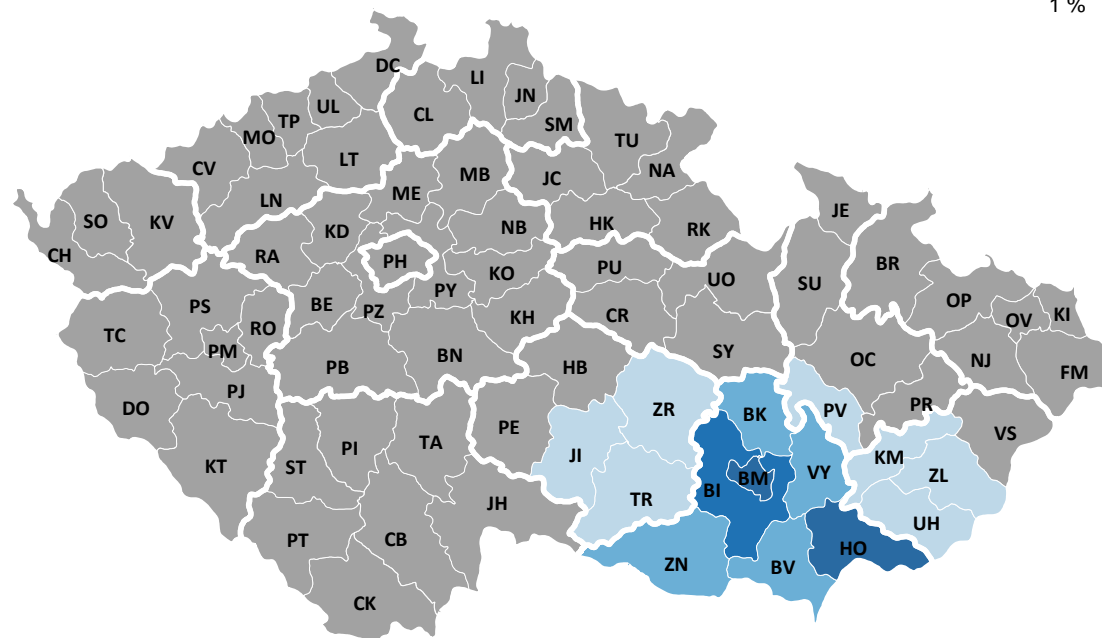 1 %
DC
LI
JN
UL
TP
CL
SM
MO
TU
CV
LT
MB
JC
NA
ME
LN
SO
KV
HK
NB
RK
JE
KD
CH
RA
PH
PU
KO
BR
UO
SU
PY
OP
PS
BE
PZ
CR
KH
OV
KI
RO
TC
PM
SY
BN
OC
NJ
PB
HB
FM
PJ
PR
DO
ZR
BK
PV
PE
VS
TA
PI
JI
KM
ST
KT
VY
BM
ZL
BI
TR
JH
UH
PT
CB
HO
ZN
BV
CK